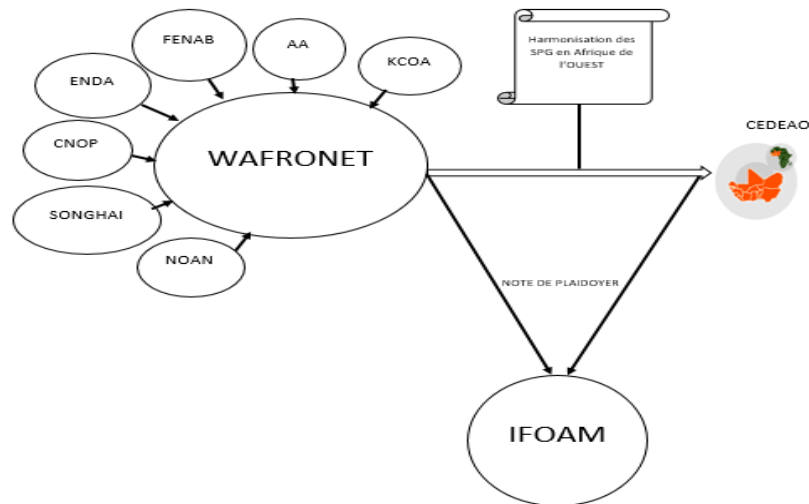 FENAB
AA
KCOA
ENDA
CNOP
SONGHAI
NOAN
WAFRONET
Harmonisation des
SPG en Afrique de
l'OUEST
CEDEAO
NOTE DE PLAIDOYER
IFOAM